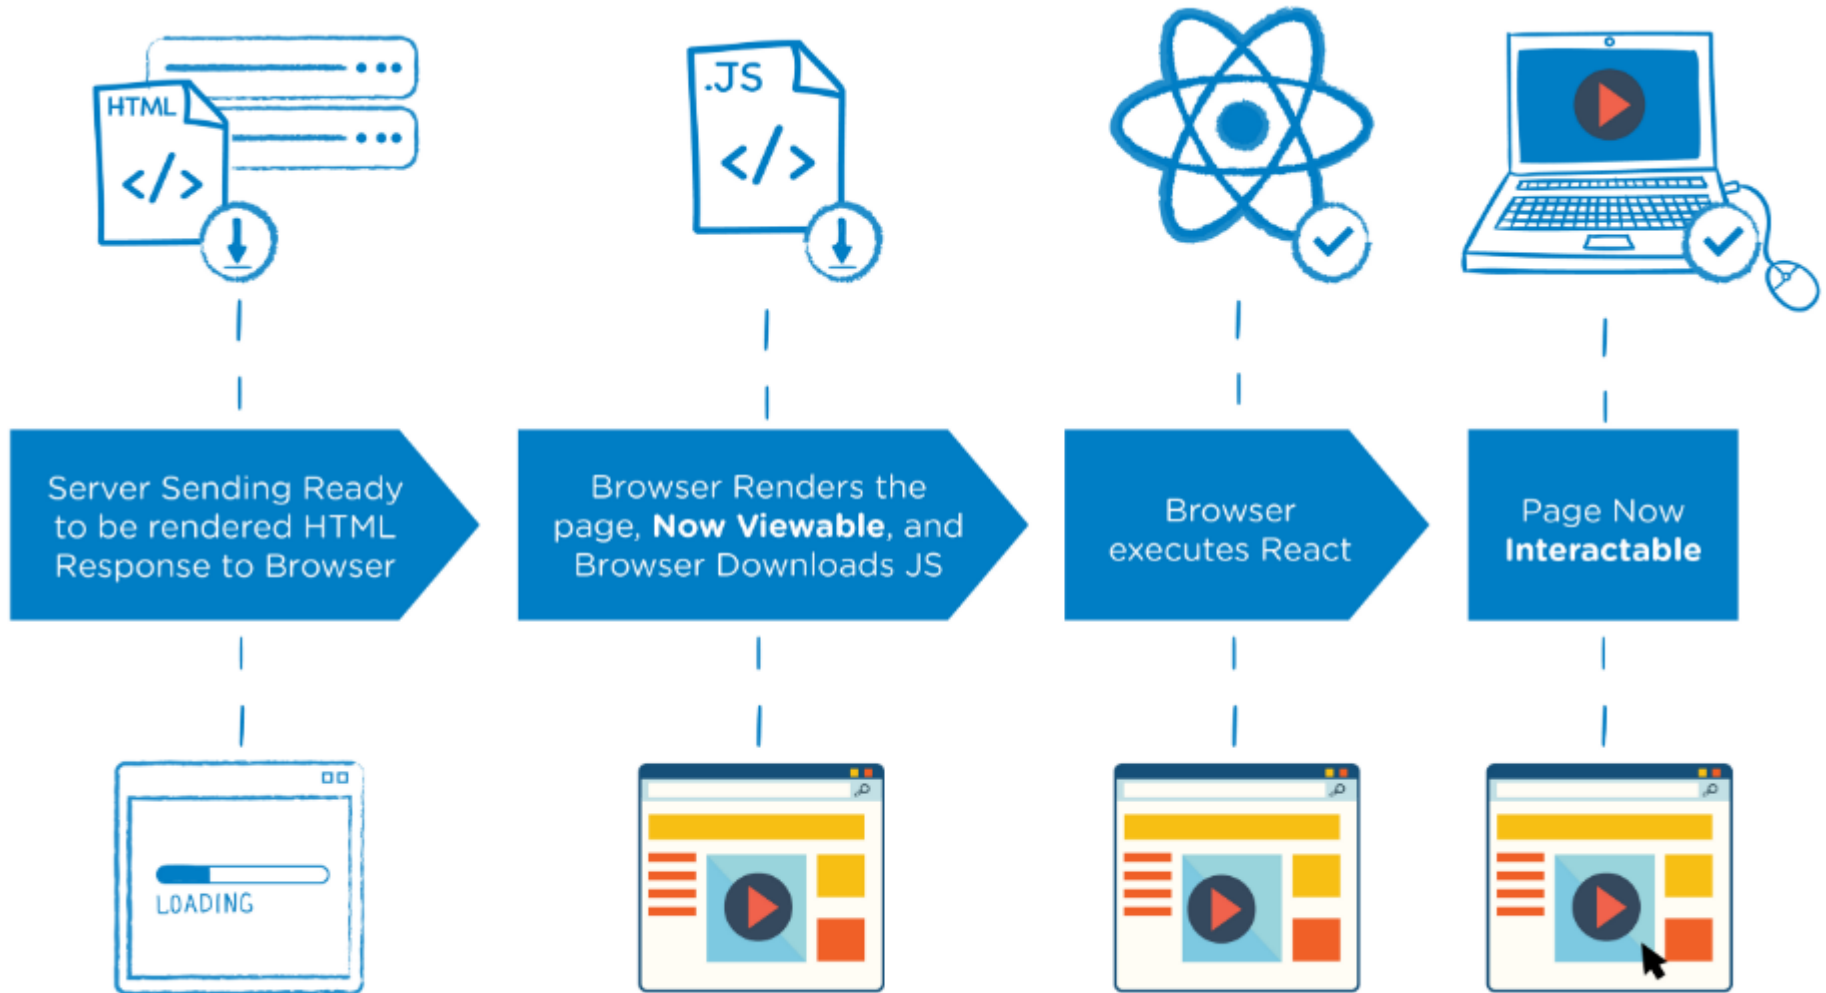 HTML
</>
.JS
</>
Server Sending Ready
to be rendered HTML
Response to Browser
Browser Renders the
page, Now Viewable, and
Browser Downloads JS
Browser
executes React
Page Now
Interactable
LOADING